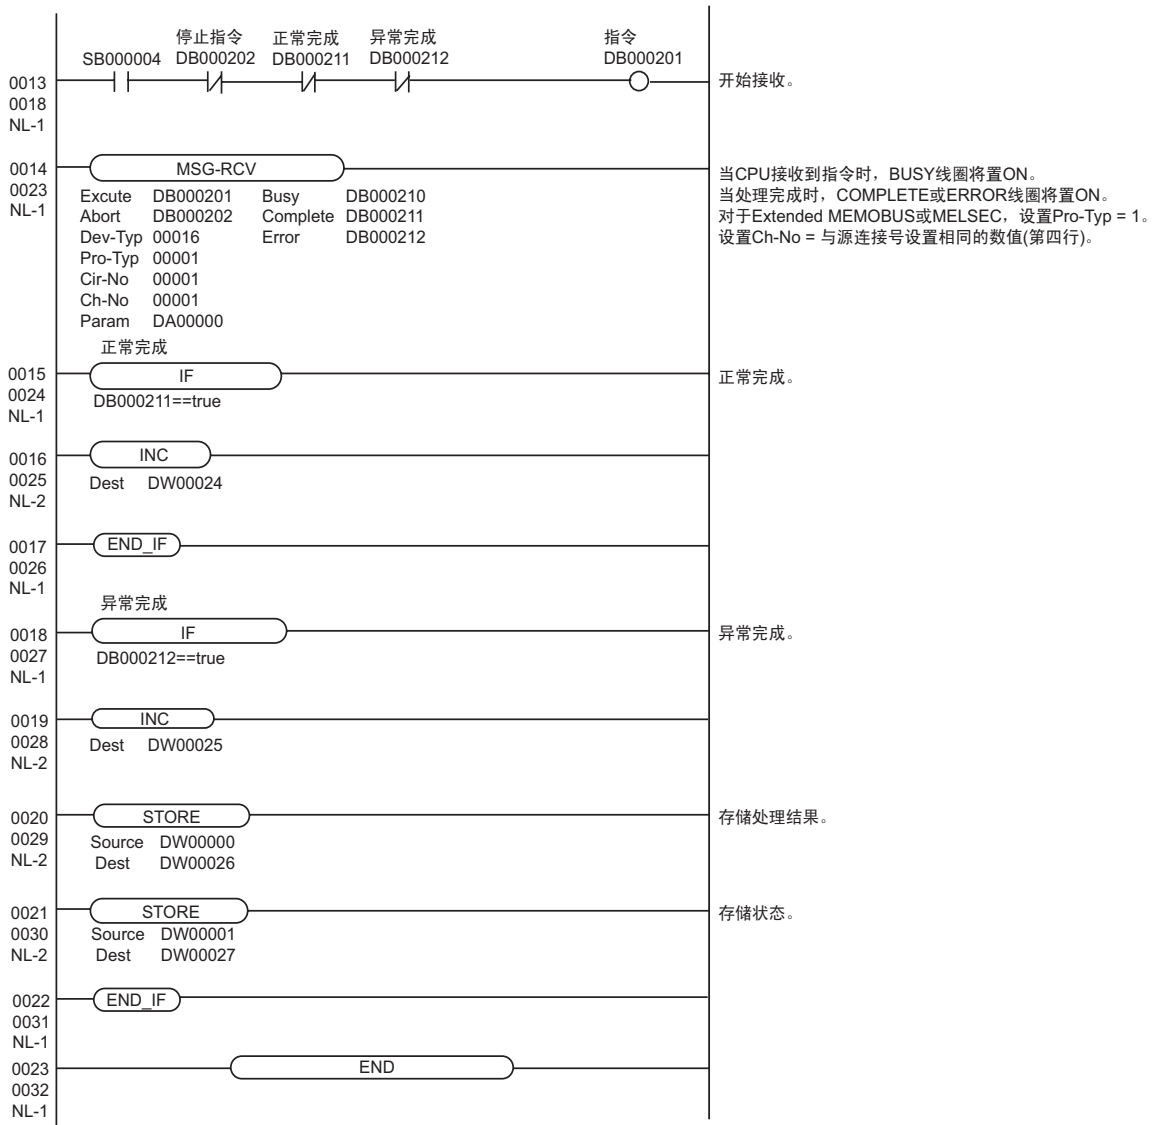 停止指令 正常完成 异常完成 指令
SB000004 DB000202 DB000211 DB000212 DB000201
0013 开始接收。
0018
NL-1
0014 MSG-RCV 当CPU接收到指令时，BUSY线圈将置ON。
0023 Excute DB000201 Busy DB000210 当处理完成时，COMPLETE或ERROR线圈将置ON。
NL-1 Abort DB000202 Complete DB000211 对于Extended MEMOBUS或MELSEC，设置Pro-Typ = 1。
Dev-Typ 00016 Error DB000212 设置Ch-No = 与源连接号设置相同的数值(第四行)。
Pro-Typ 00001
Cir-No 00001
Ch-No 00001
Param DA00000
正常完成
0015 IF 正常完成。
0024 DB000211==true
NL-1
0016 INC
0025 Dest DW00024
NL-2
0017 END_IF
0026
NL-1
异常完成
0018 IF 异常完成。
0027 DB000212==true
NL-1
0019 INC
0028 Dest DW00025
NL-2
0020 STORE 存储处理结果。
0029 Source DW00000
NL-2 Dest DW00026
0021 STORE 存储状态。
0030 Source DW00001
NL-2 Dest DW00027
0022 END_IF
0031
NL-1
0023 END
0032
NL-1